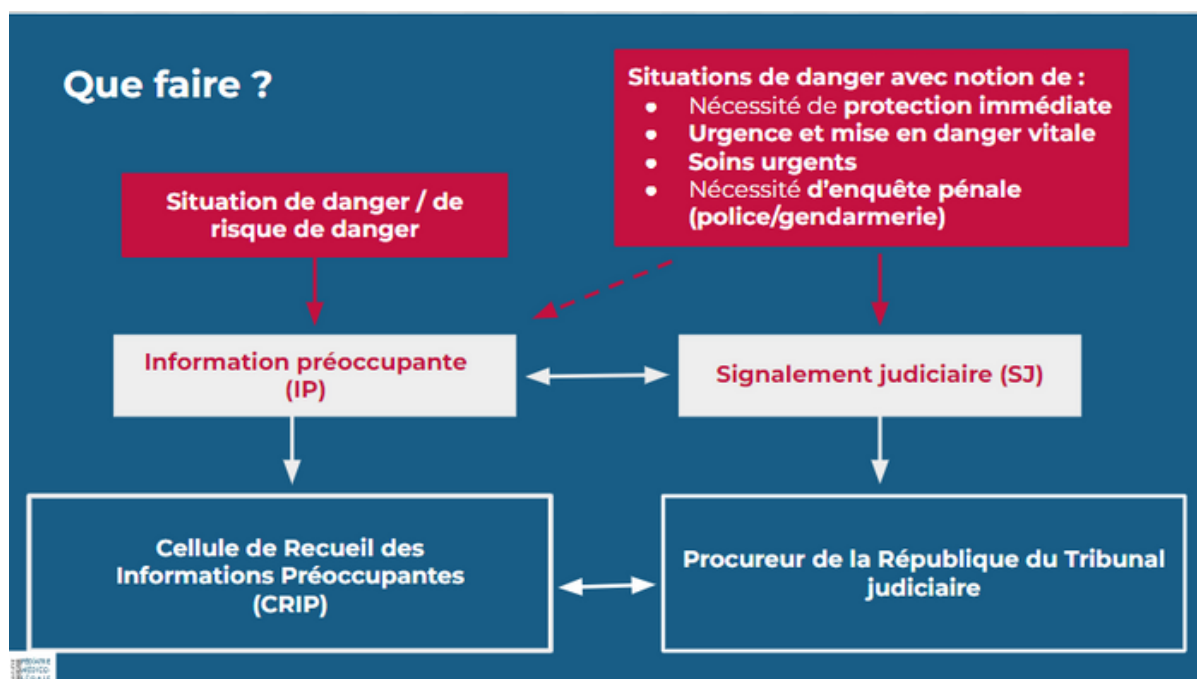 Que faire ?
Situations de danger avec notion de :
● Nécessité de protection immédiate
● Urgence et mise en danger vitale
● Soins urgents
● Nécessité d'enquête pénale
(police/gendarmerie)
Situation de danger / de
risque de danger
Information préoccupante
(IP)
Signalement judiciaire (SJ)
Cellule de Recueil des
Informations Préoccupantes
(CRIP)
Procureur de la République du Tribunal
judiciaire